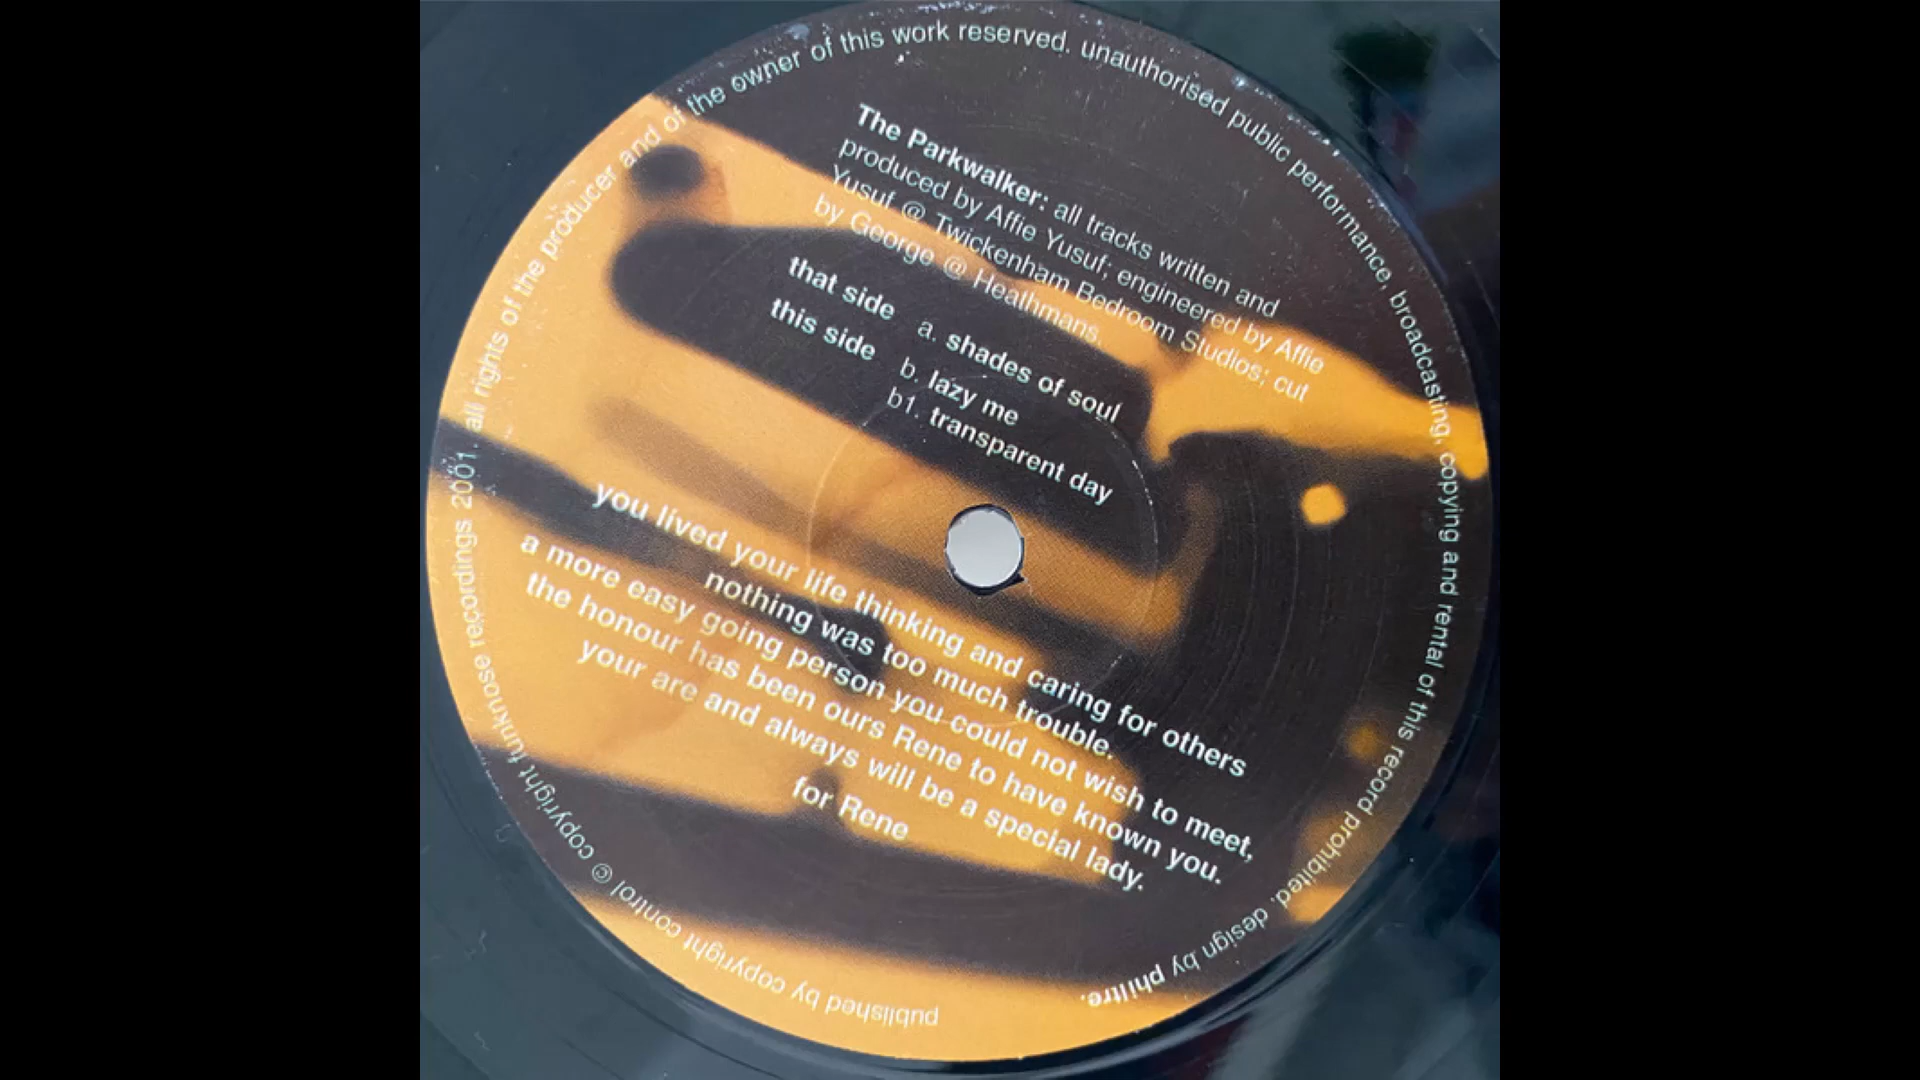 The Parkwalker: all tracks written and
produced by Affie Yusuf; engineered by Affie
Yusuf @ Twickenham Bedroom Studios; cut
by George @ Heathmans.
that side a. shades of soul
this side b. lazy me
b1. transparent day
you lived your life thinking and caring for others
nothing was too much trouble.
a more easy going person you could not wish to meet,
the honour has been ours Rene to have known you.
your are and always will be a special lady.
for Rene
published by copyright control © copyright funknose recordings 2001. all rights of the producer and of the owner of this work reserved. unauthorised public performance, broadcasting, copying and rental of this record prohibited. design by philtre.